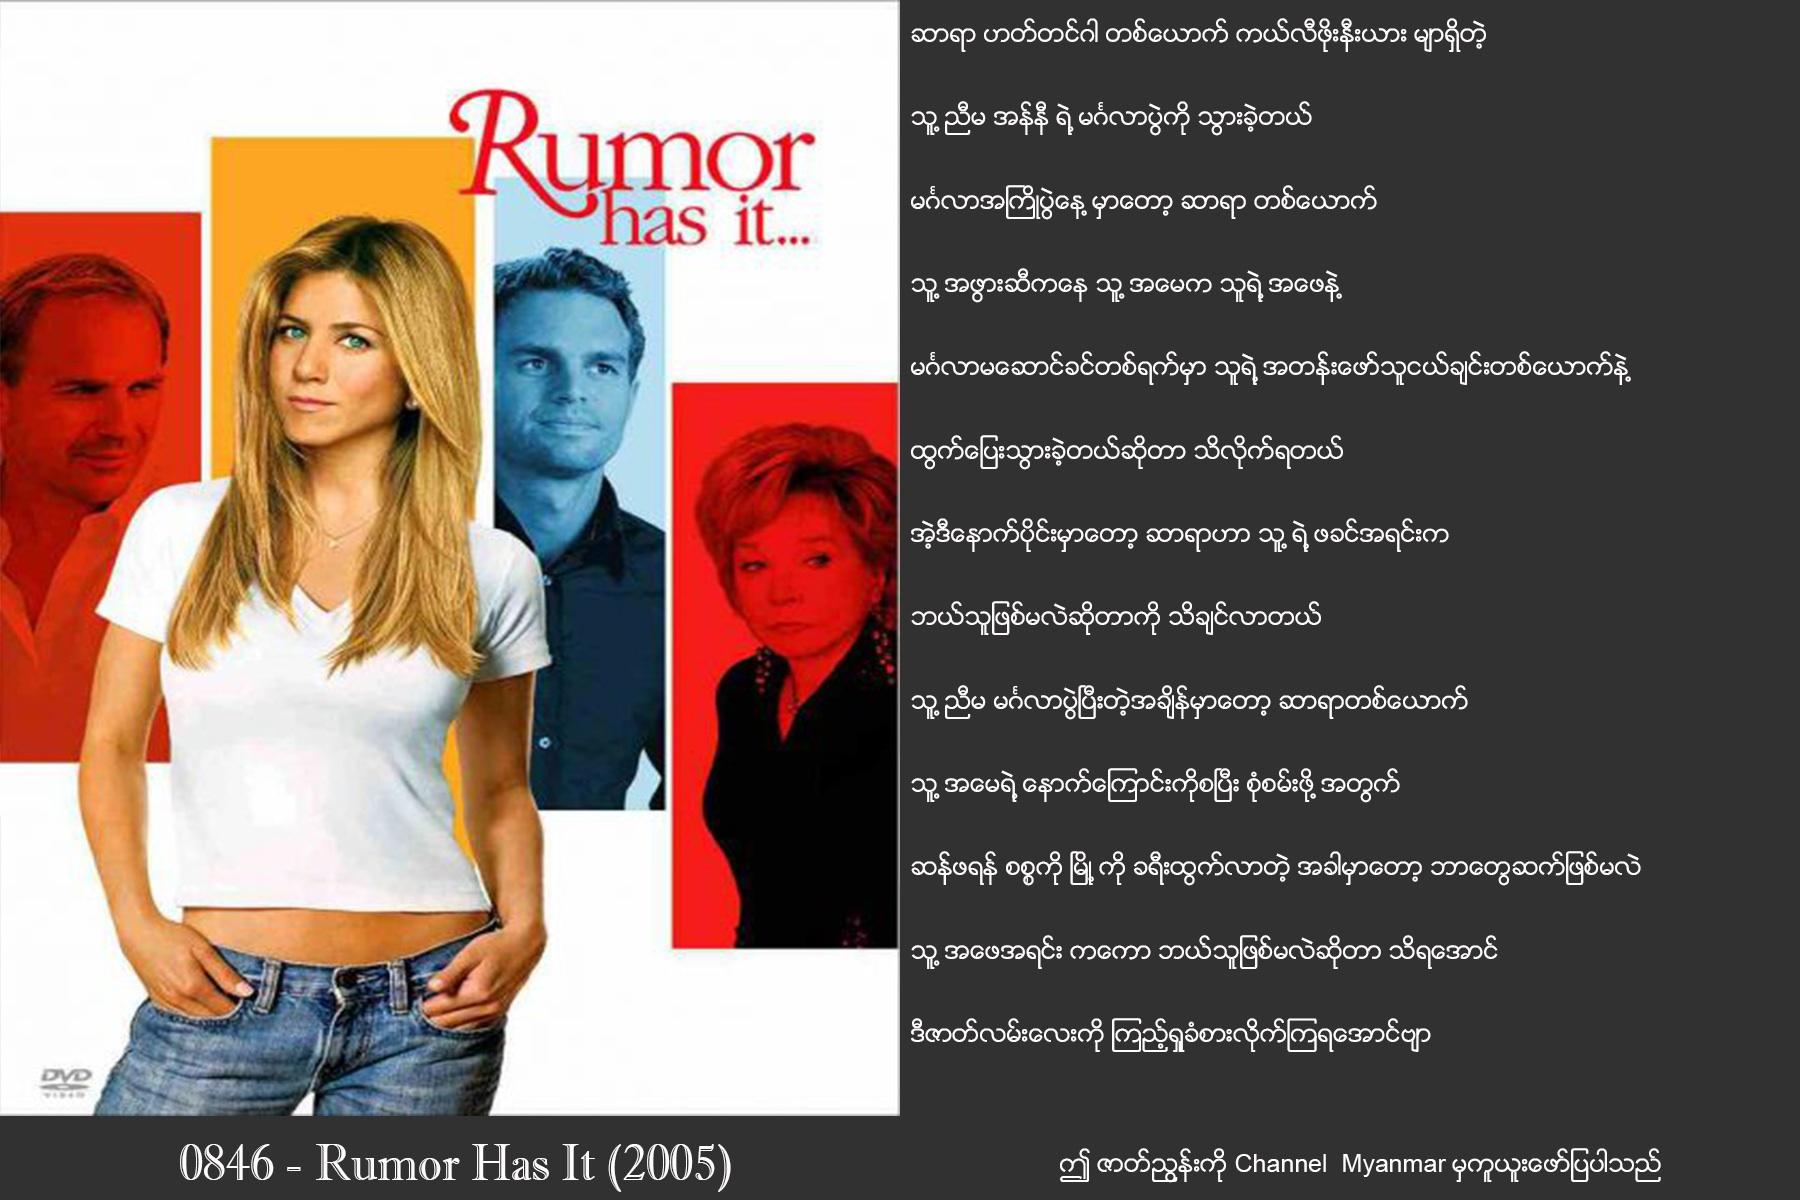 Rumor
has it...
DVD
VIDEO
0846 - Rumor Has It (2005)
ဆာရာ ဟတ်တင်ဂါ တစ်ယောက် ကယ်လီဖိုးနီးယား မျာရှိတဲ့
သူ့ ညီမ အန်နီ ရဲ့ မင်္ဂလာပွဲကို သွားခဲ့တယ်
မင်္ဂလာအကြိုပွဲနေ့ မှာတော့ ဆာရာ တစ်ယောက်
သူ့ အဖွားဆီကနေ သူ့ အမေက သူရဲ့ အဖေနဲ့
မင်္ဂလာမဆောင်ခင်တစ်ရက်မှာ သူရဲ့ အတန်းဖော်သူငယ်ချင်းတစ်ယောက်နဲ့
ထွက်ပြေးသွားခဲ့တယ်ဆိုတာ သိလိုက်ရတယ်
အဲ့ဒီနောက်ပိုင်းမှာတော့ ဆာရာဟာ သူ့ ရဲ့ ဖခင်အရင်းက
ဘယ်သူဖြစ်မလဲဆိုတာကို သိချင်လာတယ်
သူ့ ညီမ မင်္ဂလာပွဲပြီးတဲ့အချိန်မှာတော့ ဆာရာတစ်ယောက်
သူ့ အမေရဲ့ နောက်ကြောင်းကိုစပြီး စုံစမ်းဖို့ အတွက်
ဆန်ဖရန် စစ္စကို မြို့ ကို ခရီးထွက်လာတဲ့ အခါမှာတော့ ဘာတွေဆက်ဖြစ်မလဲ
သူ့ အဖေအရင်း ကကော ဘယ်သူဖြစ်မလဲဆိုတာ သိရအောင်
ဒီဇာတ်လမ်းလေးကို ကြည့်ရှုခံစားလိုက်ကြရအောင်ဗျာ
ဤ ဇာတ်ညွှန်းကို Channel Myanmar မှကူယူးဖော်ပြပါသည်